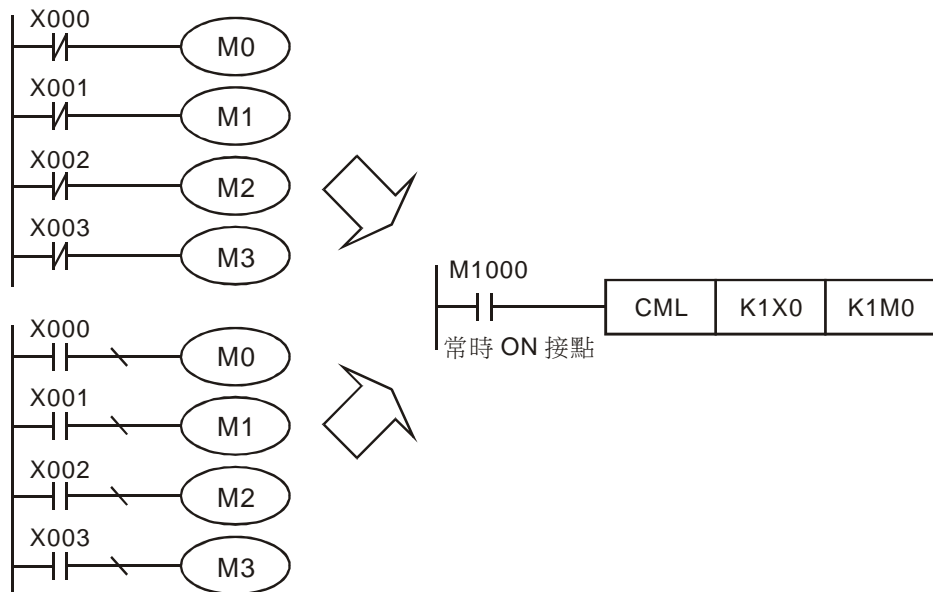 X000
M0
X001
M1
X002
M2
X003
M3
X000
M0
X001
M1
X002
M2
X003
M3
M1000
CML K1X0 K1M0
常時 ON 接點